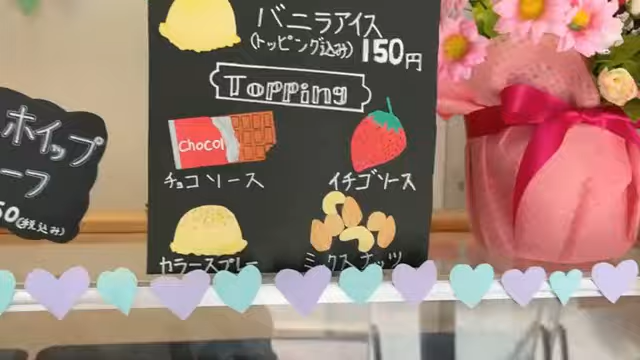 バニラアイス
(トッピング込み) 150円
Topping
Chocol
チョコソース
イチゴソース
カラースプレー
ミックスナッツ
ホイップ
ーフ
50(税込み)